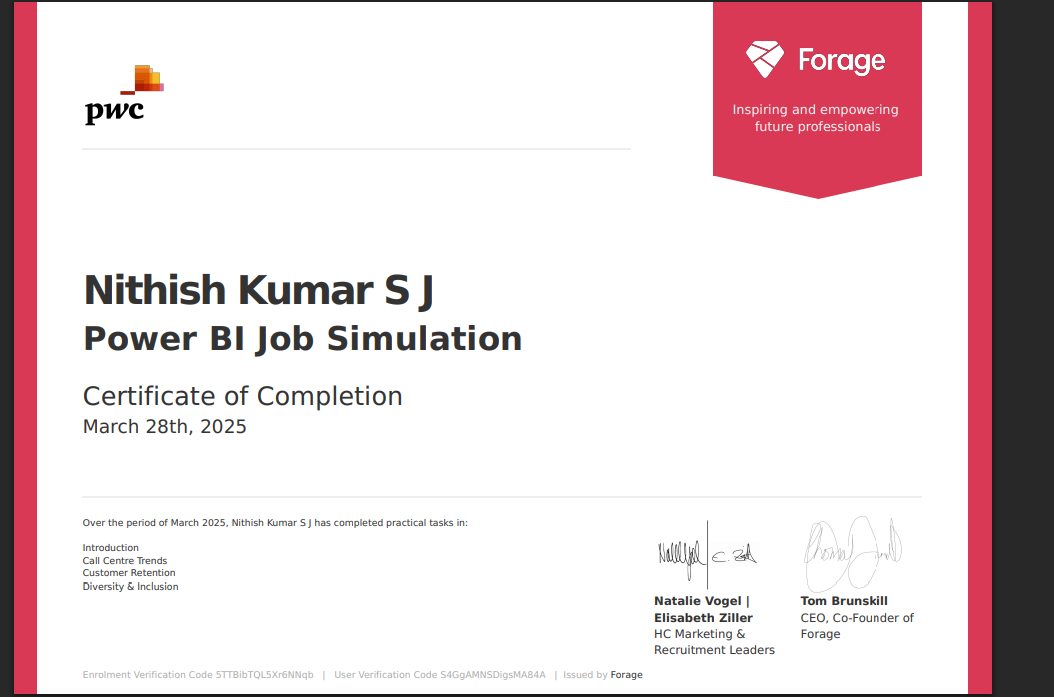 pwc
Forage
Inspiring and empowering
future professionals
Nithish Kumar S J
Power BI Job Simulation
Certificate of Completion
March 28th, 2025
Over the period of March 2025, Nithish Kumar S J has completed practical tasks in:
Introduction
Call Centre Trends
Customer Retention
Diversity & Inclusion
Natalie Vogel |
Elisabeth Ziller
HC Marketing &
Recruitment Leaders
Tom Brunskill
CEO, Co-Founder of
Forage
Enrolment Verification Code 5TTBibTQL5Xr6NNqb | User Verification Code S4GgAMNSDigsMA84A | Issued by Forage